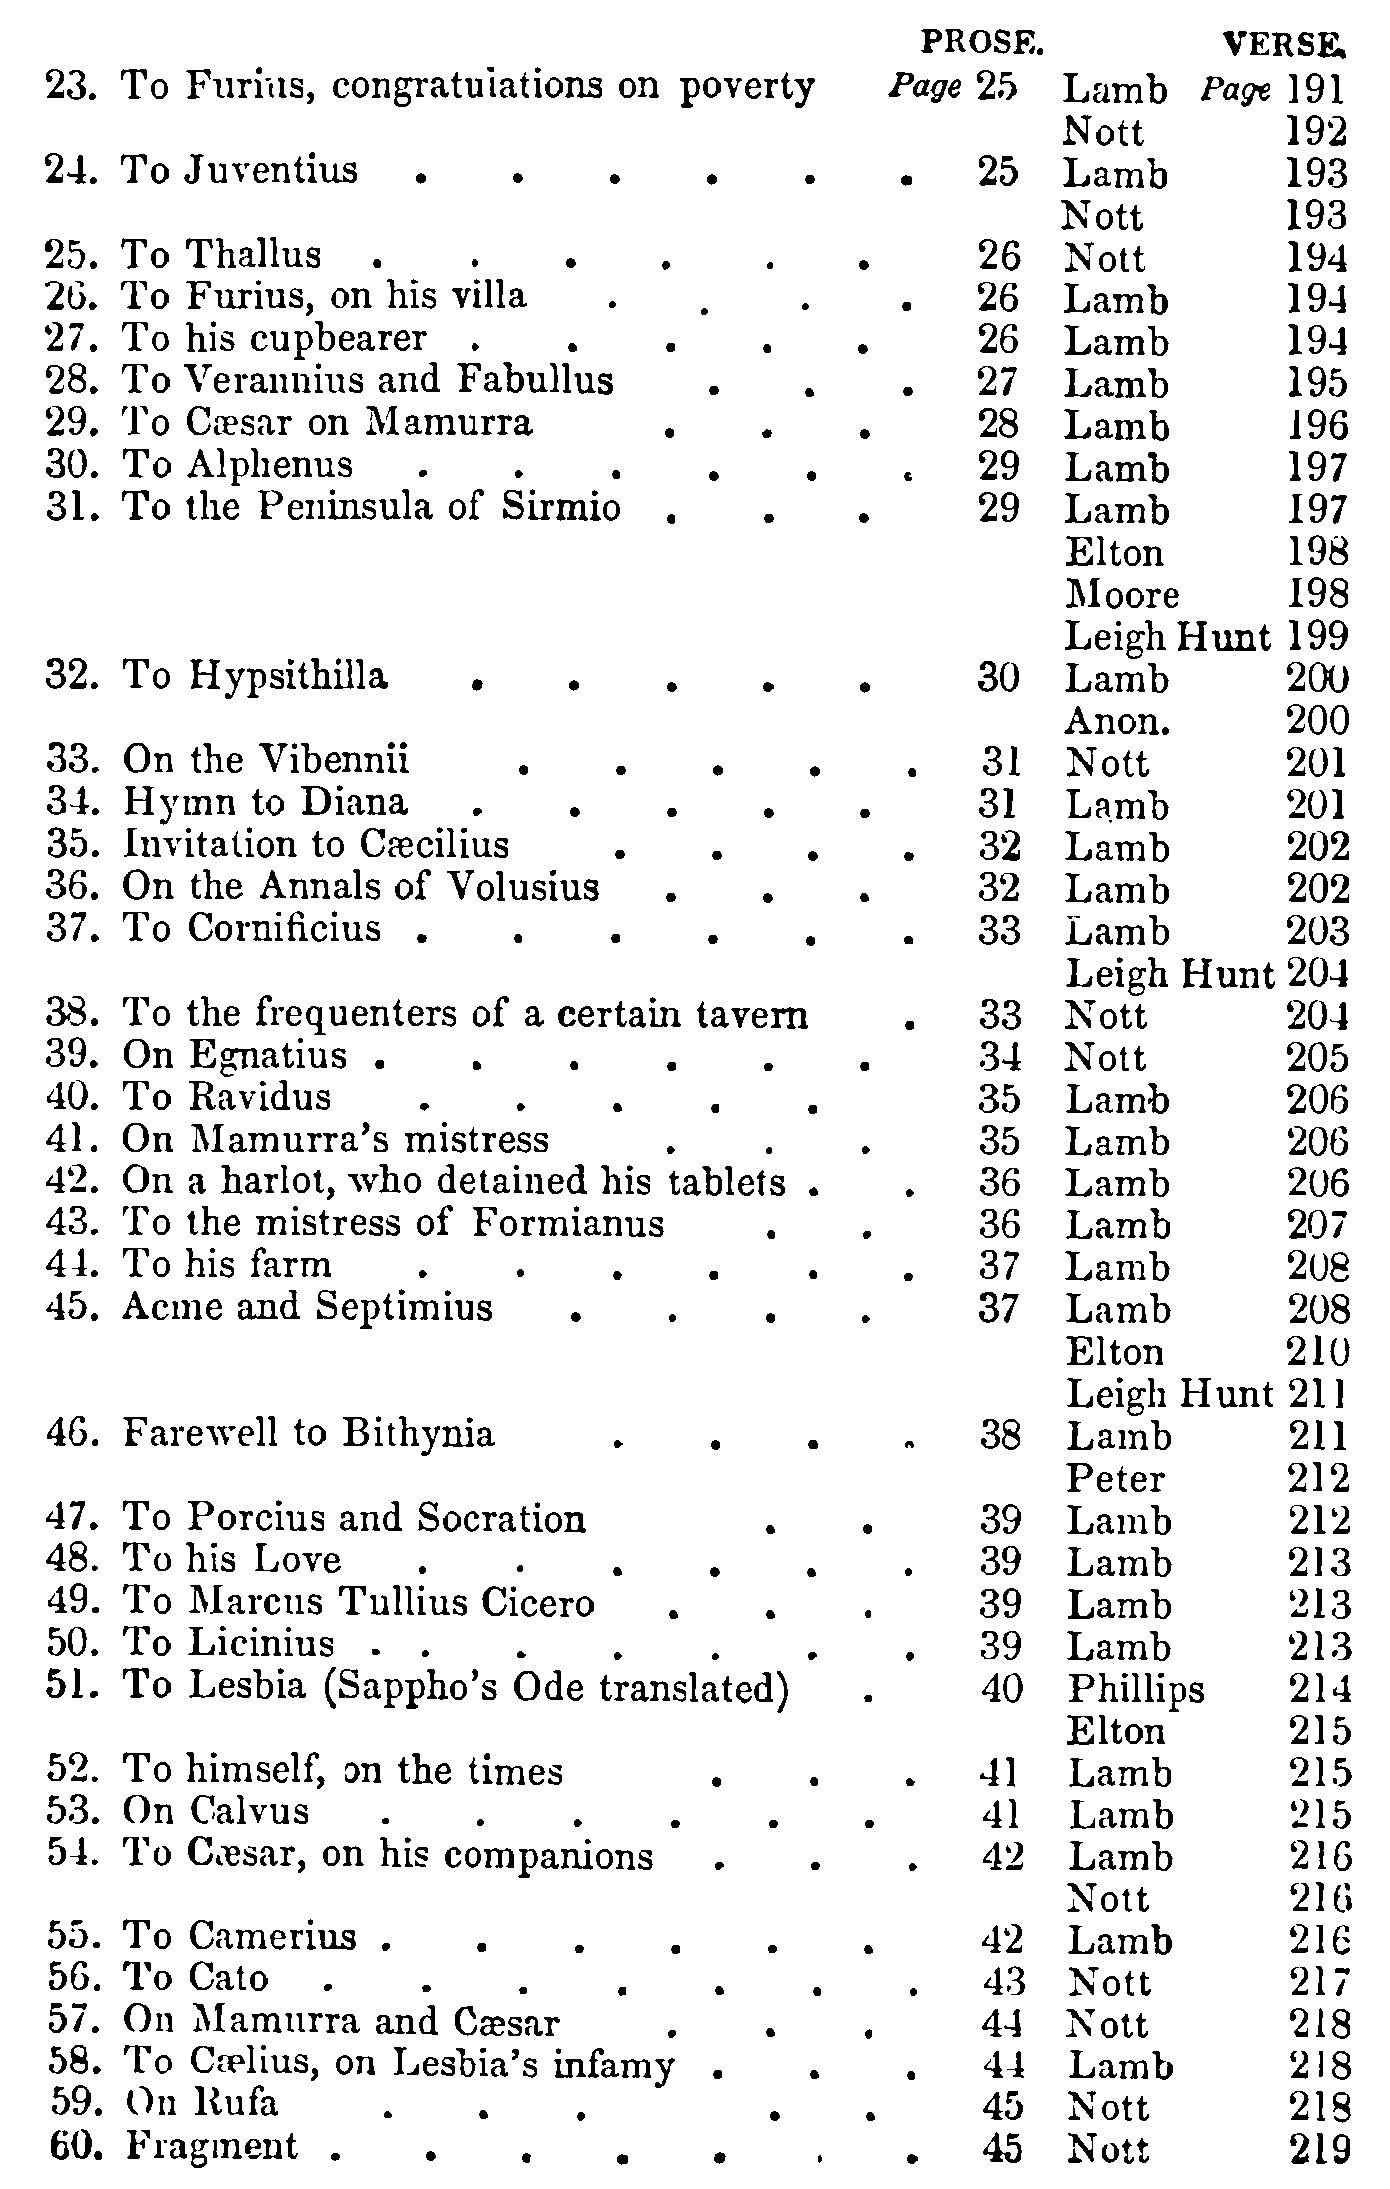 PROSE. VERSE.
23. To Furius, congratulations on poverty Page 25 Lamb Page 191
Nott 192
24. To Juventius . . . . . . 25 Lamb 193
Nott 193
25. To Thallus . . . . . . 26 Nott 194
26. To Furius, on his villa . . . . 26 Lamb 194
27. To his cupbearer . . . . . 26 Lamb 194
28. To Verannius and Fabullus . . . 27 Lamb 195
29. To Cæsar on Mamurra . . . 28 Lamb 196
30. To Alphenus . . . . . . 29 Lamb 197
31. To the Peninsula of Sirmio . . . 29 Lamb 197
Elton 198
Moore 198
Leigh Hunt 199
32. To Hypsithilla . . . . . 30 Lamb 200
Anon. 200
33. On the Vibennii . . . . . 31 Nott 201
34. Hymn to Diana . . . . . 31 Lamb 201
35. Invitation to Cæcilius . . . . 32 Lamb 202
36. On the Annals of Volusius . . . 32 Lamb 202
37. To Cornificius . . . . . . 33 Lamb 203
Leigh Hunt 204
38. To the frequenters of a certain tavern . 33 Nott 204
39. On Egnatius . . . . . . 34 Nott 205
40. To Ravidus . . . . . 35 Lamb 206
41. On Mamurra's mistress . . . 35 Lamb 206
42. On a harlot, who detained his tablets . . 36 Lamb 206
43. To the mistress of Formianus . . 36 Lamb 207
44. To his farm . . . . . . 37 Lamb 208
45. Acme and Septimius . . . . 37 Lamb 208
Elton 210
Leigh Hunt 211
46. Farewell to Bithynia . . . . 38 Lamb 211
Peter 212
47. To Porcius and Socration . . 39 Lamb 212
48. To his Love . . . . . . 39 Lamb 213
49. To Marcus Tullius Cicero . . . 39 Lamb 213
50. To Licinius . . . . . . . 39 Lamb 213
51. To Lesbia (Sappho's Ode translated) . 40 Phillips 214
Elton 215
52. To himself, on the times . . . 41 Lamb 215
53. On Calvus . . . . . . 41 Lamb 215
54. To Cæsar, on his companions . . . 42 Lamb 216
Nott 216
55. To Camerius . . . . . . 42 Lamb 216
56. To Cato . . . . . . . 43 Nott 217
57. On Mamurra and Cæsar . . . 44 Nott 218
58. To Cælius, on Lesbia's infamy . . . 44 Lamb 218
59. On Rufa . . . . . 45 Nott 218
60. Fragment . . . . . . . 45 Nott 219